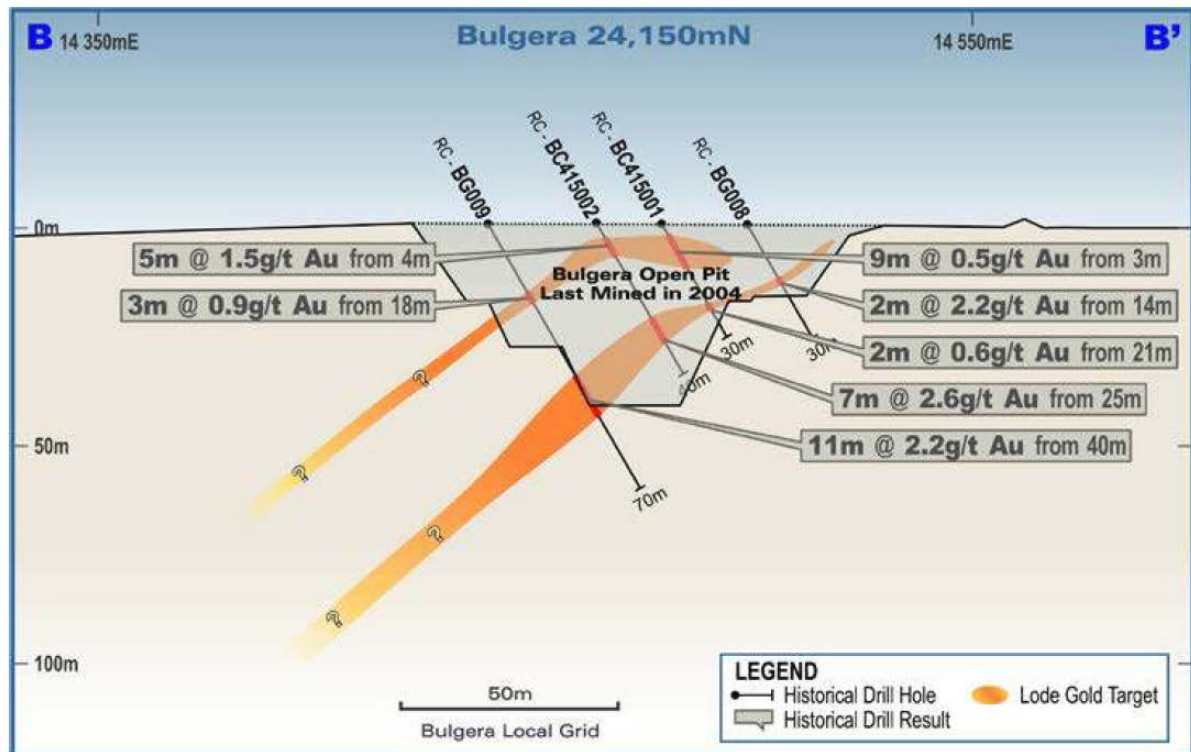 B
14 350mE
Bulgera 24,150mN
14 550mE
B'
RC - BG009
RC - BC415002
RC - BC415001
RC - BG008
0m
5m @ 1.5g/t Au from 4m
9m @ 0.5g/t Au from 3m
Bulgera Open Pit
Last Mined in 2004
3m @ 0.9g/t Au from 18m
2m @ 2.2g/t Au from 14m
30m
30m
2m @ 0.6g/t Au from 21m
?
40m
7m @ 2.6g/t Au from 25m
50m
11m @ 2.2g/t Au from 40m
?
70m
?
?
100m
50m
Bulgera Local Grid
LEGEND
Historical Drill Hole
Lode Gold Target
Historical Drill Result